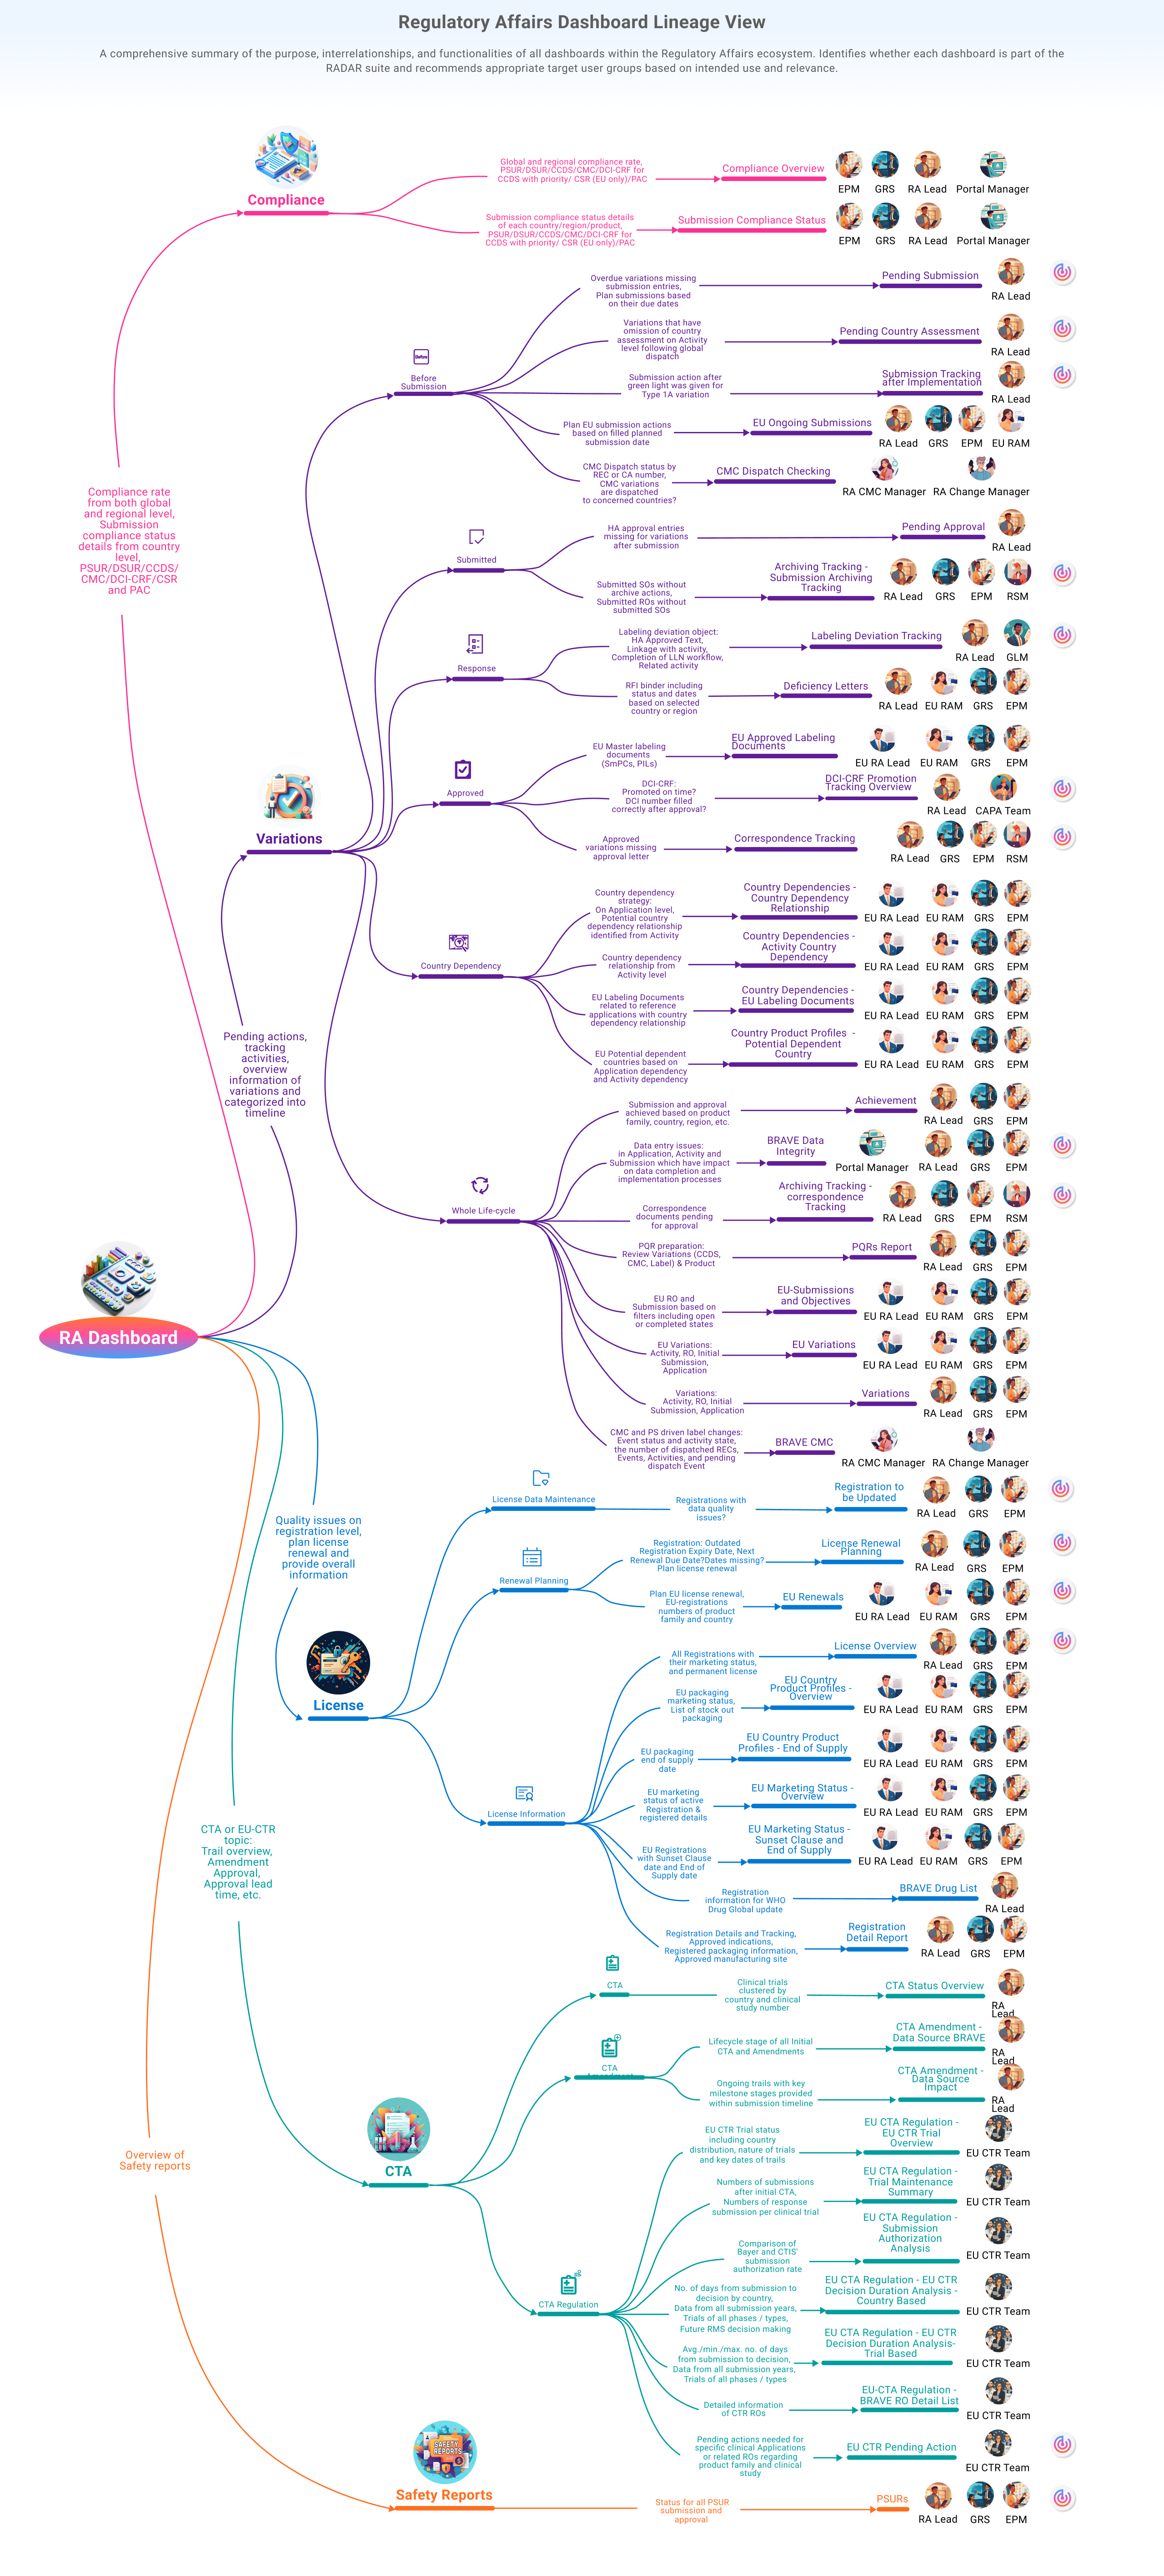 Regulatory Affairs Dashboard Lineage View
A comprehensive summary of the purpose, interrelationships, and functionalities of all dashboards within the Regulatory Affairs ecosystem. Identifies whether each dashboard is part of the
RADAR suite and recommends appropriate target user groups based on intended use and relevance.
RA Dashboard
Compliance rate
from both global
and regional level,
Submission
compliance status
details from country
level,
PSUR/DSUR/CCDS/
CMC/DCI-CRF/CSR
and PAC
Compliance
Global and regional compliance rate,
PSUR/DSUR/CCDS/CMC/DCI-CRF for
CCDS with priority/ CSR (EU only)/PAC
Compliance Overview
EPM GRS RA Lead Portal Manager
Submission compliance status details
of each country/region/product,
PSUR/DSUR/CCDS/CMC/DCI-CRF for
CCDS with priority/ CSR (EU only)/PAC
Submission Compliance Status
EPM GRS RA Lead Portal Manager
Pending actions,
tracking
activities,
overview
information of
variations and
categorized into
timeline
Variations
Before
Before
Submission
Overdue variations missing
submission entries,
Plan submissions based
on their due dates
Pending Submission
RA Lead
Variations that have
omission of country
assessment on Activity
level following global
dispatch
Pending Country Assessment
RA Lead
Submission action after
green light was given for
Type 1A variation
Submission Tracking
after Implementation
RA Lead
Plan EU submission actions
based on filled planned
submission date
EU Ongoing Submissions
RA Lead GRS EPM EU RAM
CMC Dispatch status by
REC or CA number,
CMC variations
are dispatched
to concerned countries?
CMC Dispatch Checking
RA CMC Manager RA Change Manager
Submitted
HA approval entries
missing for variations
after submission
Pending Approval
RA Lead
Submitted SOs without
archive actions,
Submitted ROs without
submitted SOs
Archiving Tracking -
Submission Archiving
Tracking
RA Lead GRS EPM RSM
Response
Labeling deviation object:
HA Approved Text,
Linkage with activity,
Completion of LLN workflow,
Related activity
Labeling Deviation Tracking
RA Lead GLM
RFI binder including
status and dates
based on selected
country or region
Deficiency Letters
RA Lead EU RAM GRS EPM
Approved
EU Master labeling
documents
(SmPCs, PILs)
EU Approved Labeling
Documents
EU RA Lead EU RAM GRS EPM
DCI-CRF:
Promoted on time?
DCI number filled
correctly after approval?
DCI-CRF Promotion
Tracking Overview
RA Lead CAPA Team
Approved
variations missing
approval letter
Correspondence Tracking
RA Lead GRS EPM RSM
Country Dependency
Country dependency
strategy:
On Application level,
Potential country
dependency relationship
identified from Activity
Country Dependencies -
Country Dependency
Relationship
EU RA Lead EU RAM GRS EPM
Country dependency
relationship from
Activity level
Country Dependencies -
Activity Country
Dependency
EU RA Lead EU RAM GRS EPM
EU Labeling Documents
related to reference
applications with country
dependency relationship
Country Dependencies -
EU Labeling Documents
EU RA Lead EU RAM GRS EPM
EU Potential dependent
countries based on
Application dependency
and Activity dependency
Country Product Profiles -
Potential Dependent
Country
EU RA Lead EU RAM GRS EPM
Whole Life-cycle
Submission and approval
achieved based on product
family, country, region, etc.
Achievement
RA Lead GRS EPM
Data entry issues:
in Application, Activity and
Submission which have impact
on data completion and
implementation processes
BRAVE Data
Integrity
Portal Manager RA Lead GRS EPM
Correspondence
documents pending
for approval
Archiving Tracking -
correspondence
Tracking
RA Lead GRS EPM RSM
PQR preparation:
Review Variations (CCDS,
CMC, Label) & Product
PQRs Report
RA Lead GRS EPM
EU RO and
Submission based on
filters including open
or completed states
EU-Submissions
and Objectives
EU RA Lead EU RAM GRS EPM
EU Variations:
Activity, RO, Initial
Submission,
Application
EU Variations
EU RA Lead EU RAM GRS EPM
Variations:
Activity, RO, Initial
Submission, Application
Variations
RA Lead GRS EPM
CMC and PS driven label changes:
Event status and activity state,
the number of dispatched RECs,
Events, Activities, and pending
dispatch Event
BRAVE CMC
RA CMC Manager RA Change Manager
Quality issues on
registration level,
plan license
renewal and
provide overall
information
License
License Data Maintenance
Registrations with
data quality
issues?
Registration to
be Updated
RA Lead GRS EPM
Renewal Planning
Registration: Outdated
Registration Expiry Date, Next
Renewal Due Date?Dates missing?
Plan license renewal
License Renewal
Planning
RA Lead GRS EPM
Plan EU license renewal,
EU-registrations
numbers of product
family and country
EU Renewals
EU RA Lead EU RAM GRS EPM
License Information
All Registrations with
their marketing status,
and permanent license
License Overview
RA Lead GRS EPM
EU packaging
marketing status,
List of stock out
packaging
EU Country
Product Profiles -
Overview
EU RA Lead EU RAM GRS EPM
EU packaging
end of supply
date
EU Country Product
Profiles - End of Supply
EU RA Lead EU RAM GRS EPM
EU marketing
status of active
Registration &
registered details
EU Marketing Status -
Overview
EU RA Lead EU RAM GRS EPM
EU Registrations
with Sunset Clause
date and End of
Supply date
EU Marketing Status -
Sunset Clause and
End of Supply
EU RA Lead EU RAM GRS EPM
Registration
information for WHO
Drug Global update
BRAVE Drug List
RA Lead
Registration Details and Tracking,
Approved indications,
Registered packaging information,
Approved manufacturing site
Registration
Detail Report
RA Lead GRS EPM
CTA or EU-CTR
topic:
Trail overview,
Amendment
Approval,
Approval lead
time, etc.
CTA
CTA
Clinical trials
clustered by
country and clinical
study number
CTA Status Overview
RA
Lead
CTA
Amendment
Lifecycle stage of all Initial
CTA and Amendments
CTA Amendment -
Data Source BRAVE
RA
Lead
Ongoing trails with key
milestone stages provided
within submission timeline
CTA Amendment -
Data Source
Impact
RA
Lead
CTA Regulation
EU CTR Trial status
including country
distribution, nature of trials
and key dates of trails
EU CTA Regulation -
EU CTR Trial
Overview
EU CTR Team
Numbers of submissions
after initial CTA,
Numbers of response
submission per clinical trial
EU CTA Regulation -
Trial Maintenance
Summary
EU CTR Team
Comparison of
Bayer and CTIS'
submission
authorization rate
EU CTA Regulation -
Submission
Authorization
Analysis
EU CTR Team
No. of days from submission to
decision by country,
Data from all submission years,
Trials of all phases / types,
Future RMS decision making
EU CTA Regulation - EU CTR
Decision Duration Analysis -
Country Based
EU CTR Team
Avg./min./max. no. of days
from submission to decision,
Data from all submission years,
Trials of all phases / types
EU CTA Regulation - EU CTR
Decision Duration Analysis-
Trial Based
EU CTR Team
Detailed information
of CTR ROs
EU-CTA Regulation -
BRAVE RO Detail List
EU CTR Team
Pending actions needed for
specific clinical Applications
or related ROs regarding
product family and clinical
study
EU CTR Pending Action
EU CTR Team
Overview of
Safety reports
SAFETY
REPORTS
Safety Reports
Status for all PSUR
submission and
approval
PSURs
RA Lead GRS EPM